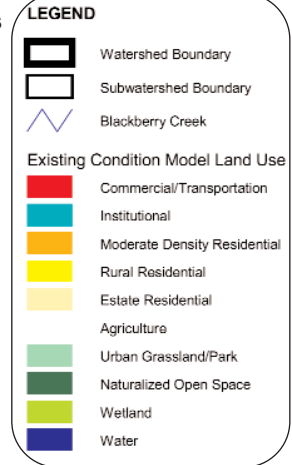 LEGEND
Watershed Boundary
Subwatershed Boundary
Blackberry Creek
Existing Condition Model Land Use
Commercial/Transportation
Institutional
Moderate Density Residential
Rural Residential
Estate Residential
Agriculture
Urban Grassland/Park
Naturalized Open Space
Wetland
Water